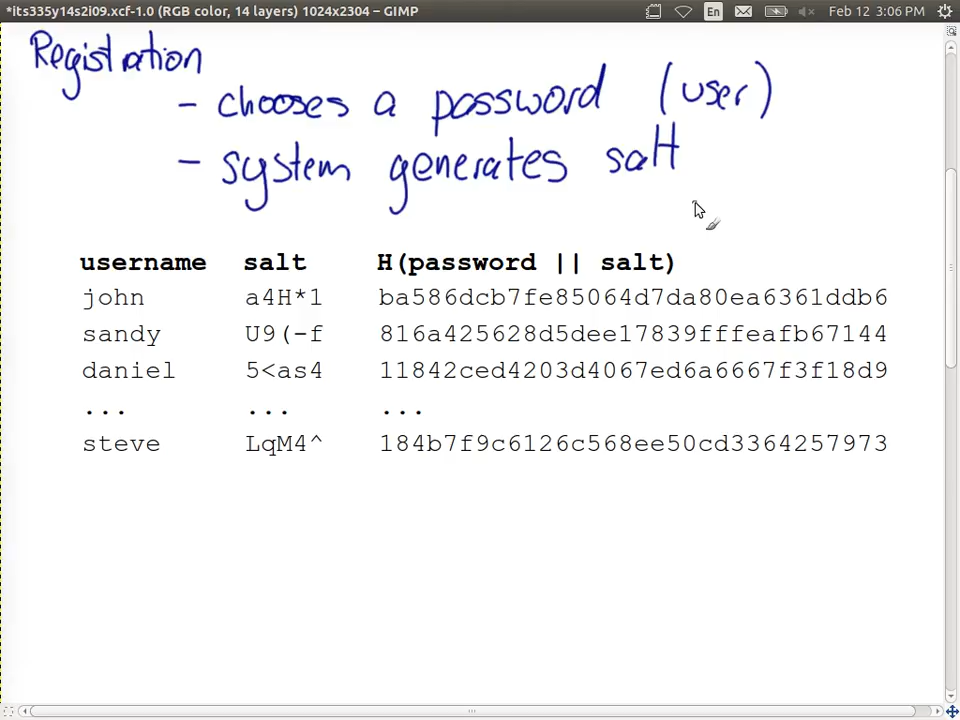 *its335y14s2i09.xcf-1.0 (RGB color, 14 layers) 1024x2304 – GIMP En Feb 12 3:06 PM
Registration
- chooses a password (user)
- system generates salt
username salt H(password || salt)
john a4H*1 ba586dcb7fe85064d7da80ea6361ddb6
sandy U9(-f 816a425628d5dee17839fffeafb67144
daniel 5<as4 11842ced4203d4067ed6a6667f3f18d9
... ... ...
steve LqM4^ 184b7f9c6126c568ee50cd3364257973